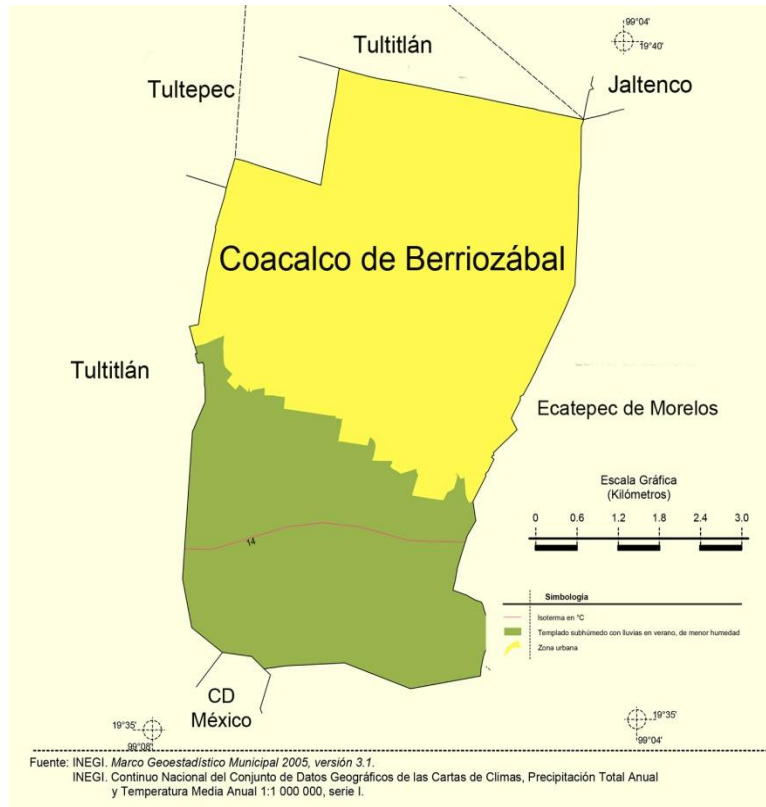 99°04'
19°40'
Tultitlán
Tultepec
Jaltenco
Coacalco de Berriozábal
Tultitlán
Ecatepec de Morelos
Escala Gráfica
(Kilómetros)
0 0.6 1.2 1.8 2.4 3.0
14
Simbología
Isoterma en °C
Templado subhúmedo con lluvias en verano, de menor humedad
Zona urbana
CD
México
19°35'
99°08'
19°35'
99°04'
Fuente: INEGI. Marco Geoestadístico Municipal 2005, versión 3.1.
INEGI. Continuo Nacional del Conjunto de Datos Geográficos de las Cartas de Climas, Precipitación Total Anual
y Temperatura Media Anual 1:1 000 000, serie I.